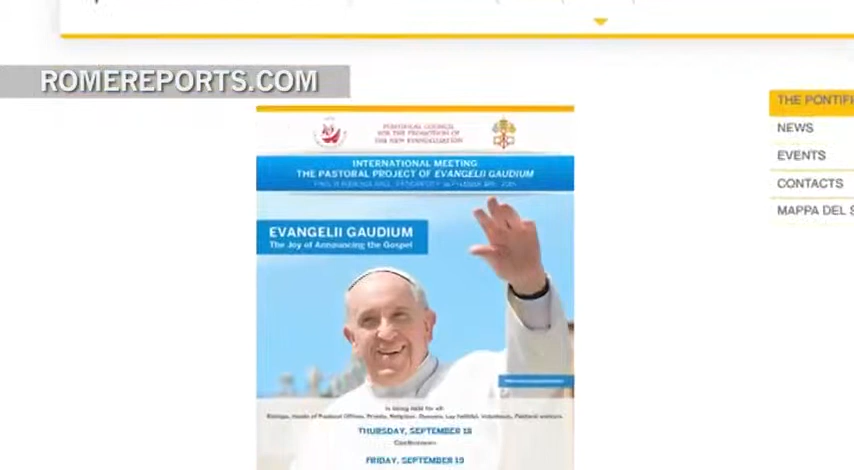 ROMEREPORTS.COM
THE PONTIFI
NEWS
EVENTS
CONTACTS
MAPPA DEL S
PONTIFICAL COUNCIL
FOR THE PROMOTION OF
THE NEW EVANGELIZATION
INTERNATIONAL MEETING
THE PASTORAL PROJECT OF EVANGELII GAUDIUM
EVANGELII GAUDIUM
The Joy of Announcing the Gospel
THURSDAY, SEPTEMBER 18
Conferences
FRIDAY, SEPTEMBER 19